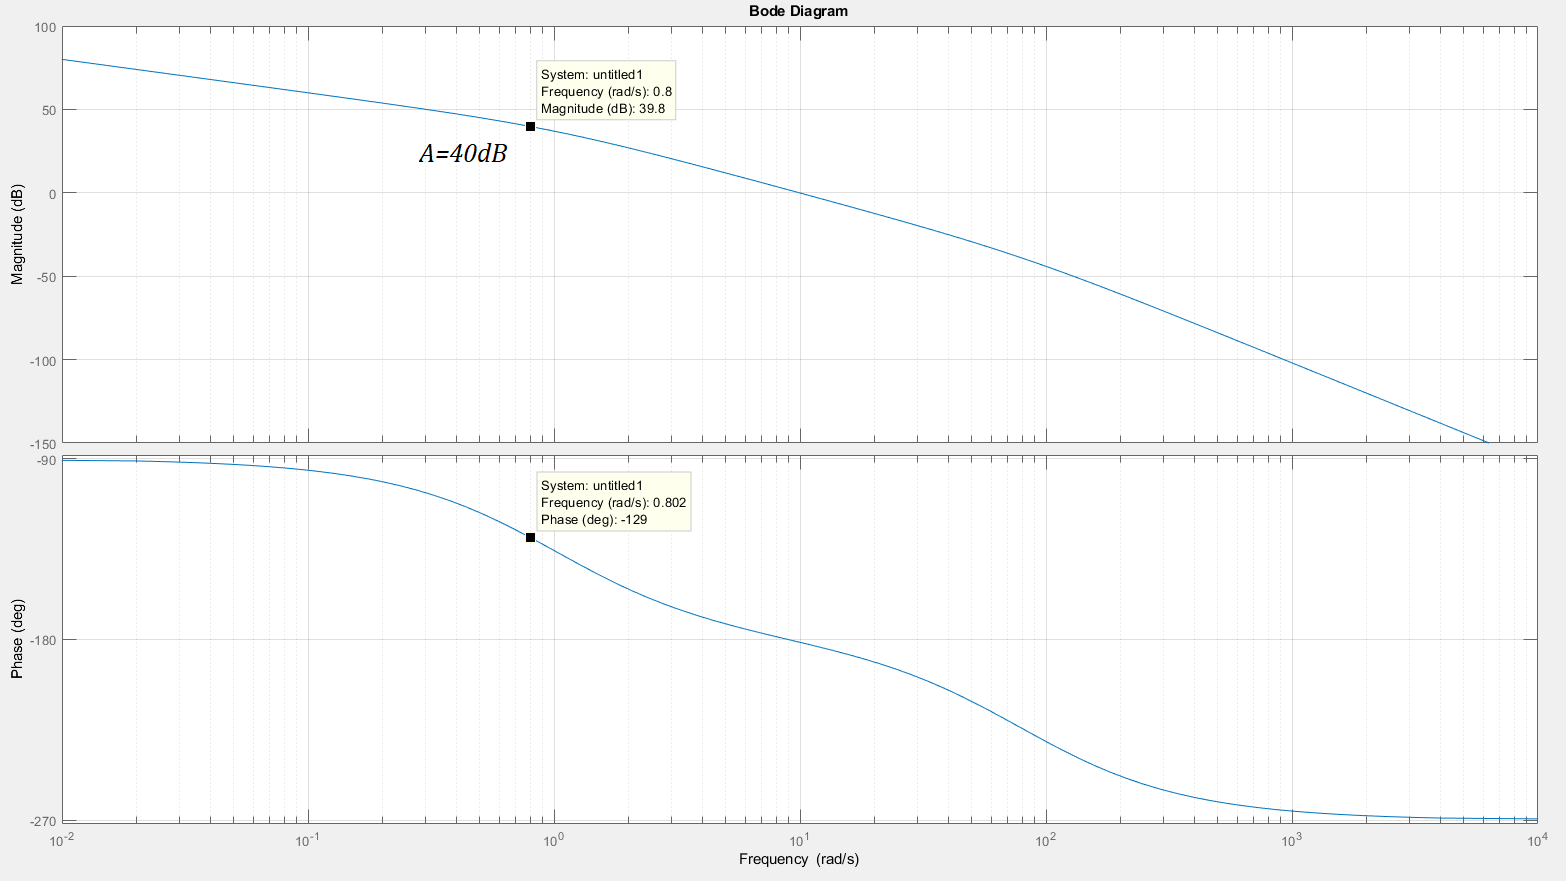 Bode Diagram
100
50
0
-50
-100
-150
Magnitude (dB)
System: untitled1
Frequency (rad/s): 0.8
Magnitude (dB): 39.8
A=40dB
-90
-180
-270
Phase (deg)
System: untitled1
Frequency (rad/s): 0.802
Phase (deg): -129
10^-2 10^-1 10^0 10^1 10^2 10^3 10^4
Frequency (rad/s)